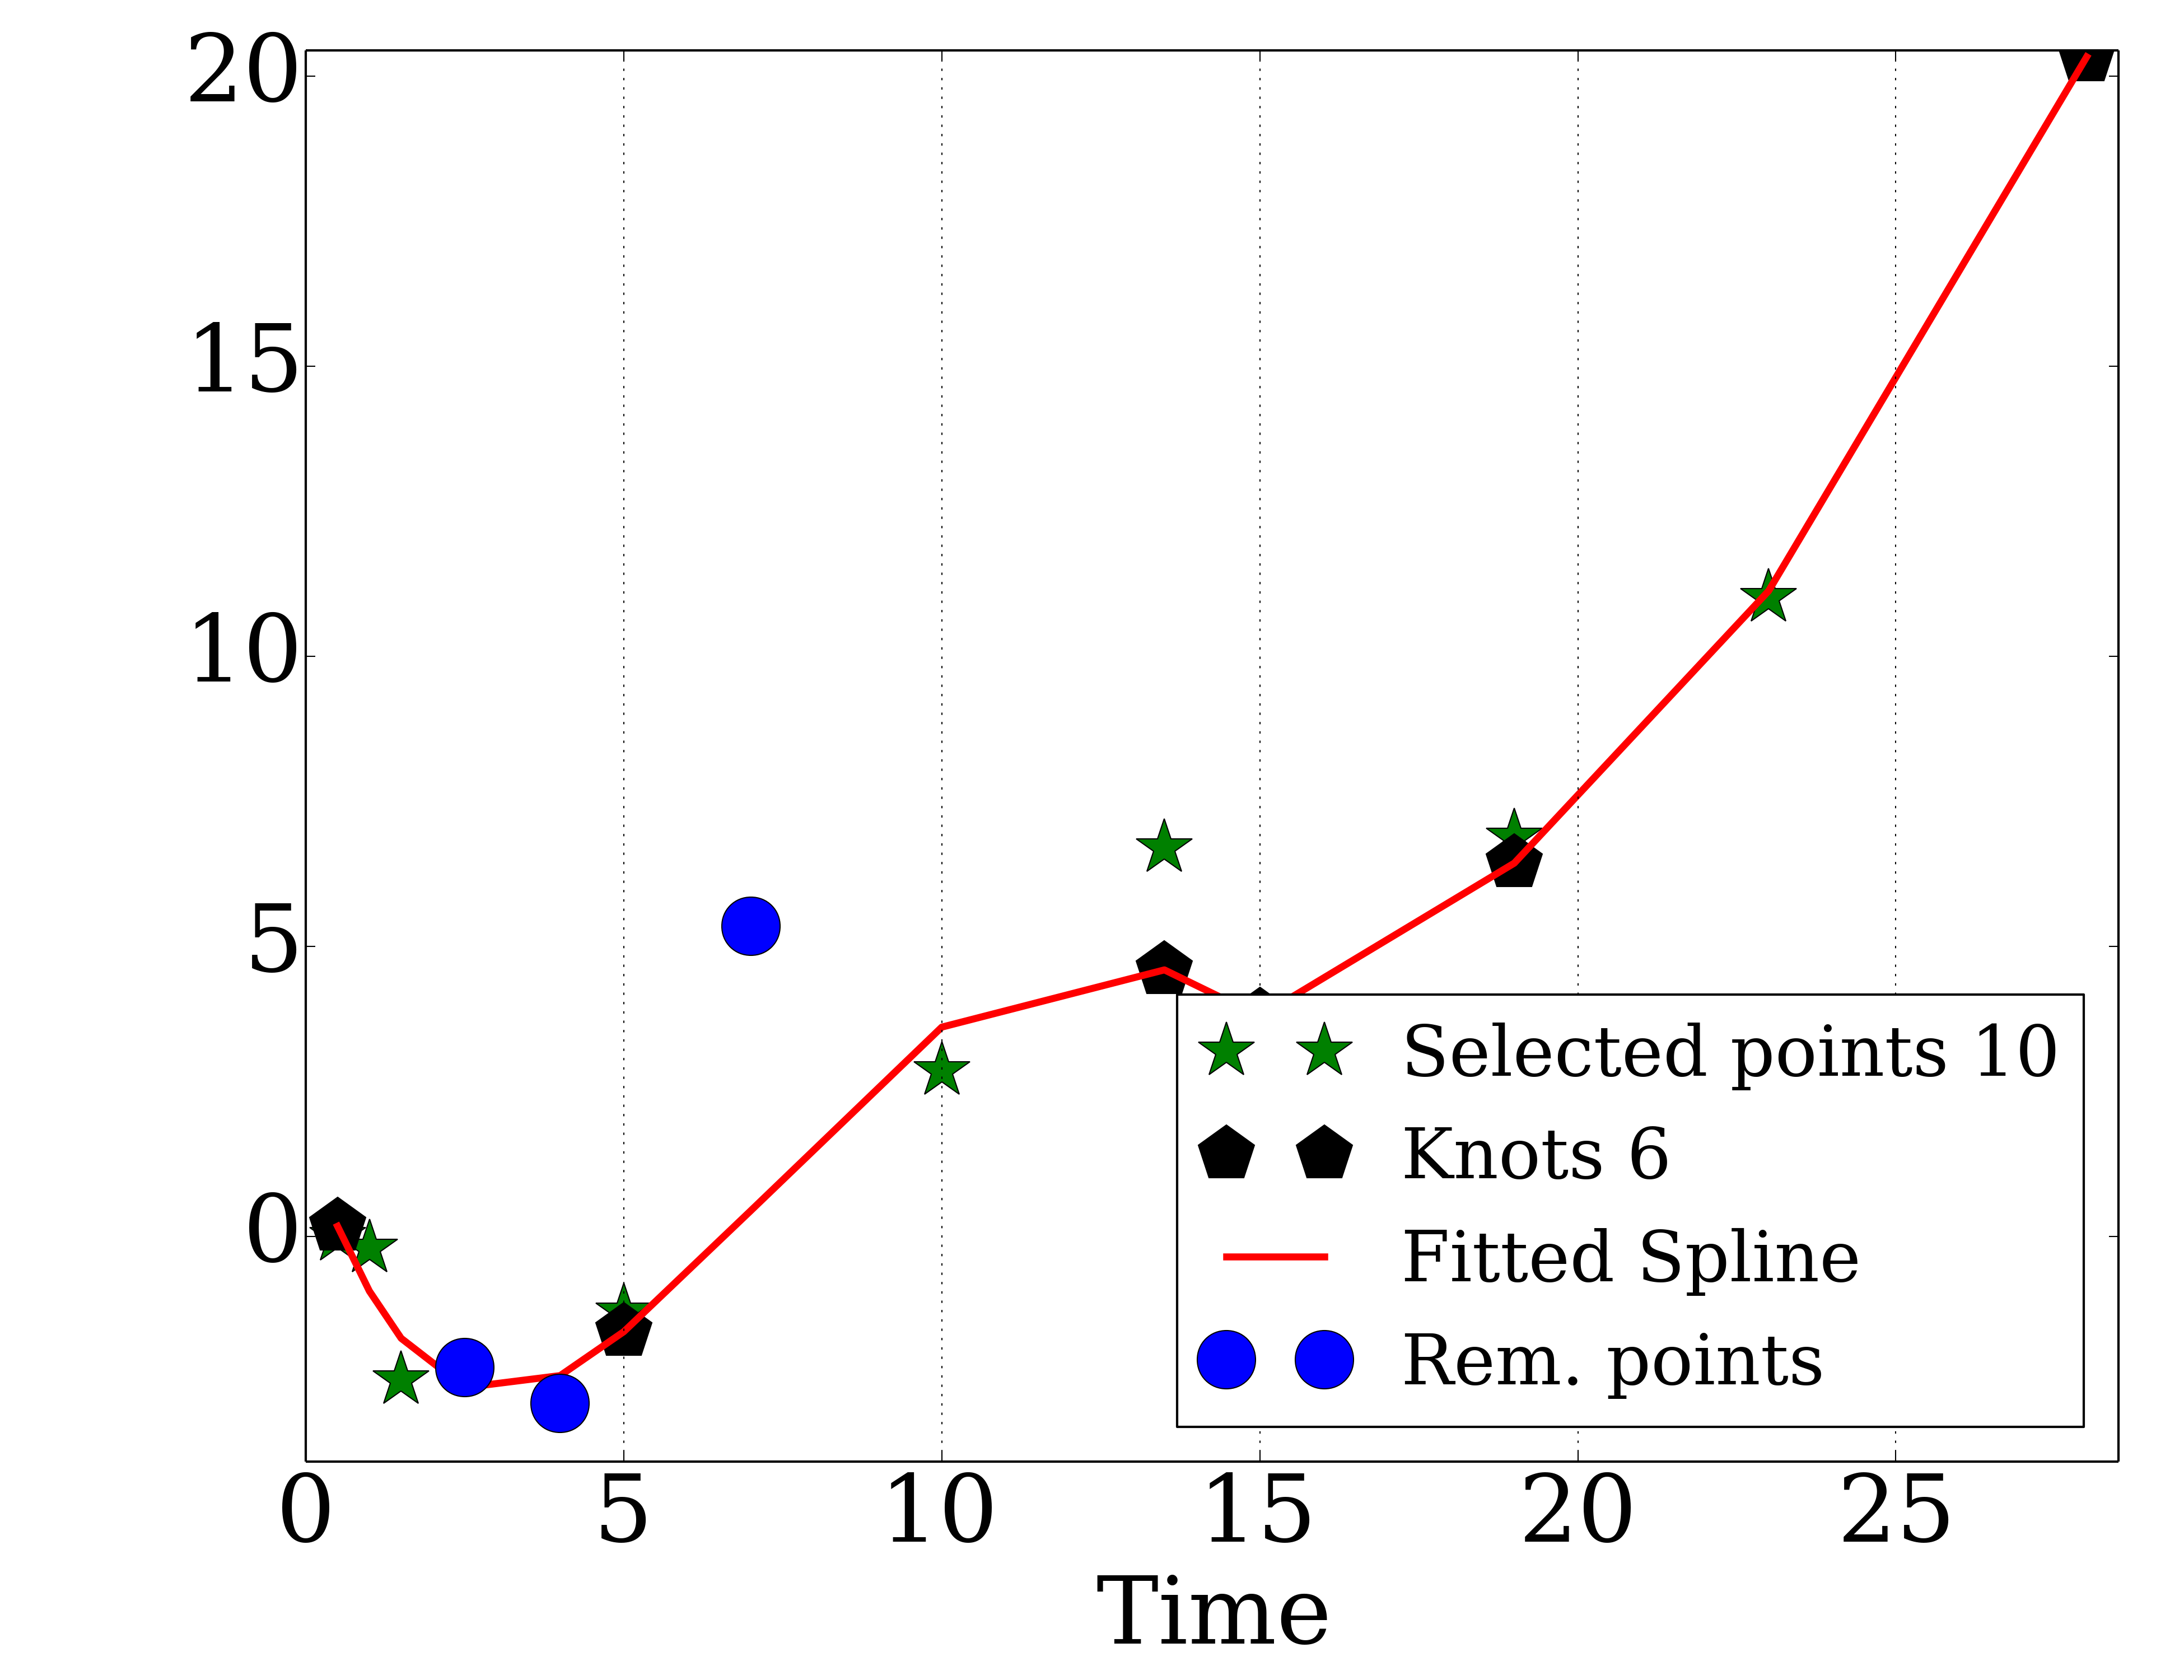 20
15
10
5
0
Selected points 10
Knots 6
Fitted Spline
Rem. points
0 5 10 15 20 25
Time